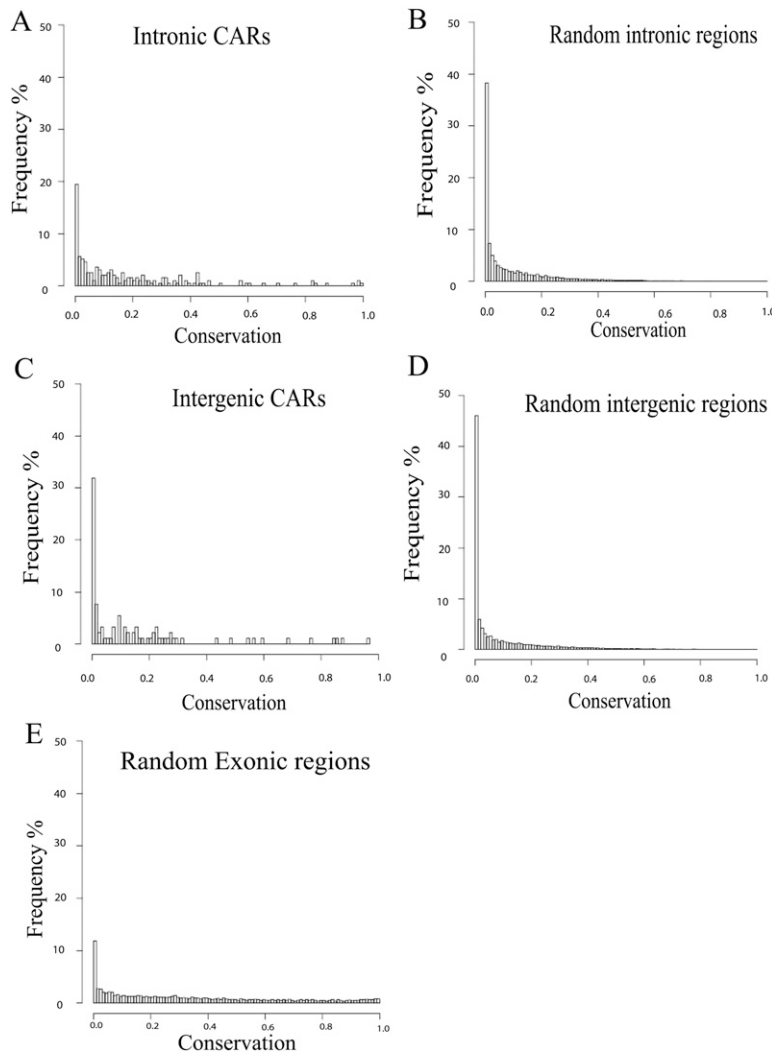 A
Intronic CARs
Frequency %
50
40
30
20
10
0
0.0 0.2 0.4 0.6 0.8 1.0
Conservation
B
Random intronic regions
Frequency %
50
40
30
20
10
0
0.0 0.2 0.4 0.6 0.8 1.0
Conservation
C
Intergenic CARs
Frequency %
50
40
30
20
10
0
0.0 0.2 0.4 0.6 0.8 1.0
Conservation
D
Random intergenic regions
Frequency %
50
40
30
20
10
0
0.0 0.2 0.4 0.6 0.8 1.0
Conservation
E
Random Exonic regions
Frequency %
50
40
30
20
10
0
0.0 0.2 0.4 0.6 0.8 1.0
Conservation